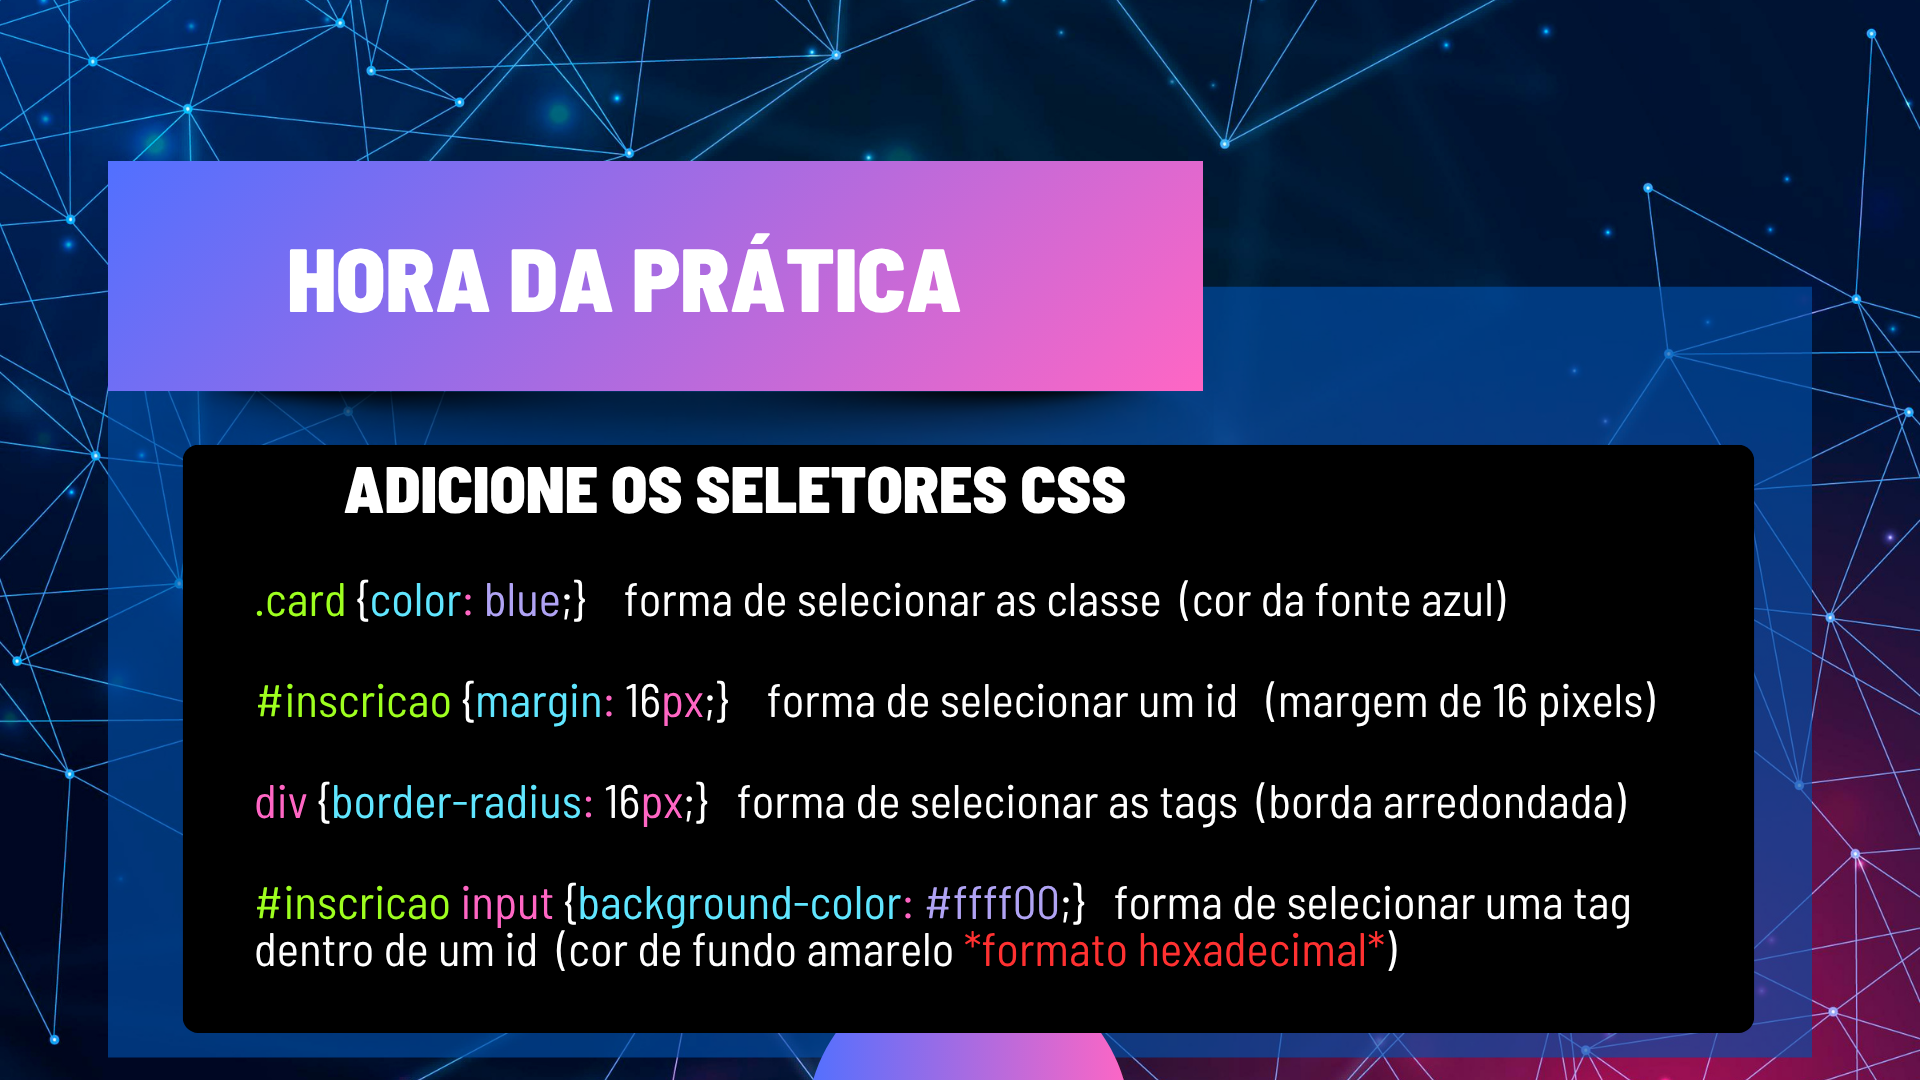 HORA DA PRÁTICA
ADICIONE OS SELETORES CSS
.card {color: blue;} forma de selecionar as classe (cor da fonte azul)
#inscricao {margin: 16px;} forma de selecionar um id (margem de 16 pixels)
div {border-radius: 16px;} forma de selecionar as tags (borda arredondada)
#inscricao input {background-color: #ffff00;} forma de selecionar uma tag
dentro de um id (cor de fundo amarelo *formato hexadecimal*)